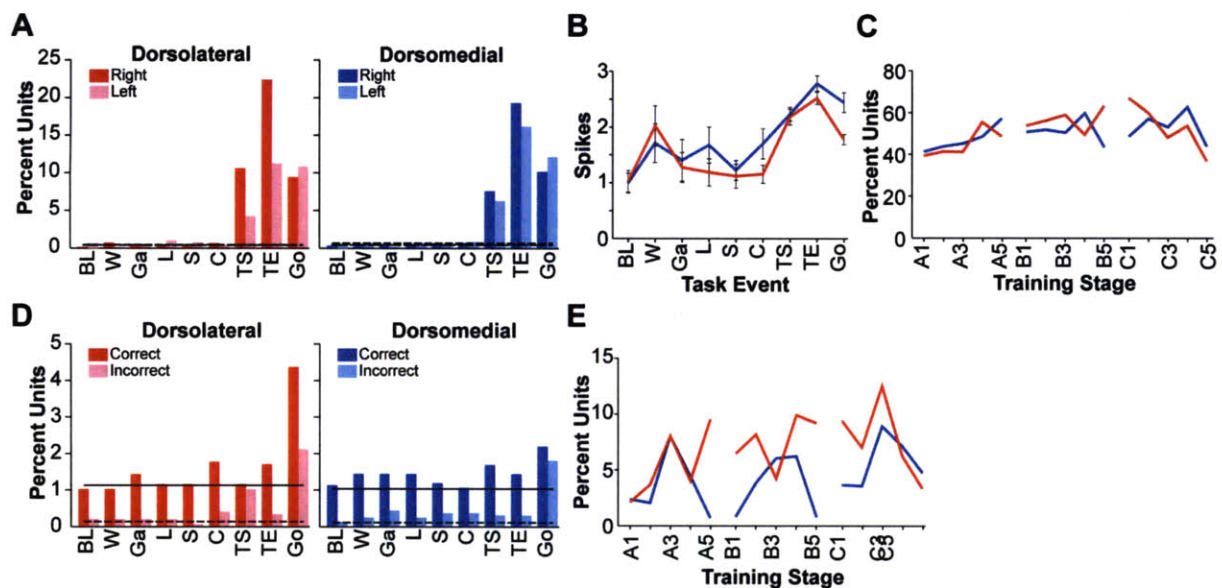 A
Dorsolateral
Dorsomedial
Percent Units
25
20
15
10
5
0
Right
Left
Right
Left
BL W Ga L S C TS TE Go
BL W Ga L S C TS TE Go
B
Spikes
3
2
1
0
BL W Ga L S C TS TE Go
Task Event
C
Percent Units
80
60
40
20
0
A1 A3 A5 B1 B3 B5 C1 C3 C5
Training Stage
D
Dorsolateral
Dorsomedial
Percent Units
5
4
3
2
1
0
Correct
Incorrect
Correct
Incorrect
BL W Ga L S C TS TE Go
BL W Ga L S C TS TE Go
E
Percent Units
15
10
5
0
A1 A3 A5 B1 B3 B5 C1 C3 C5
Training Stage